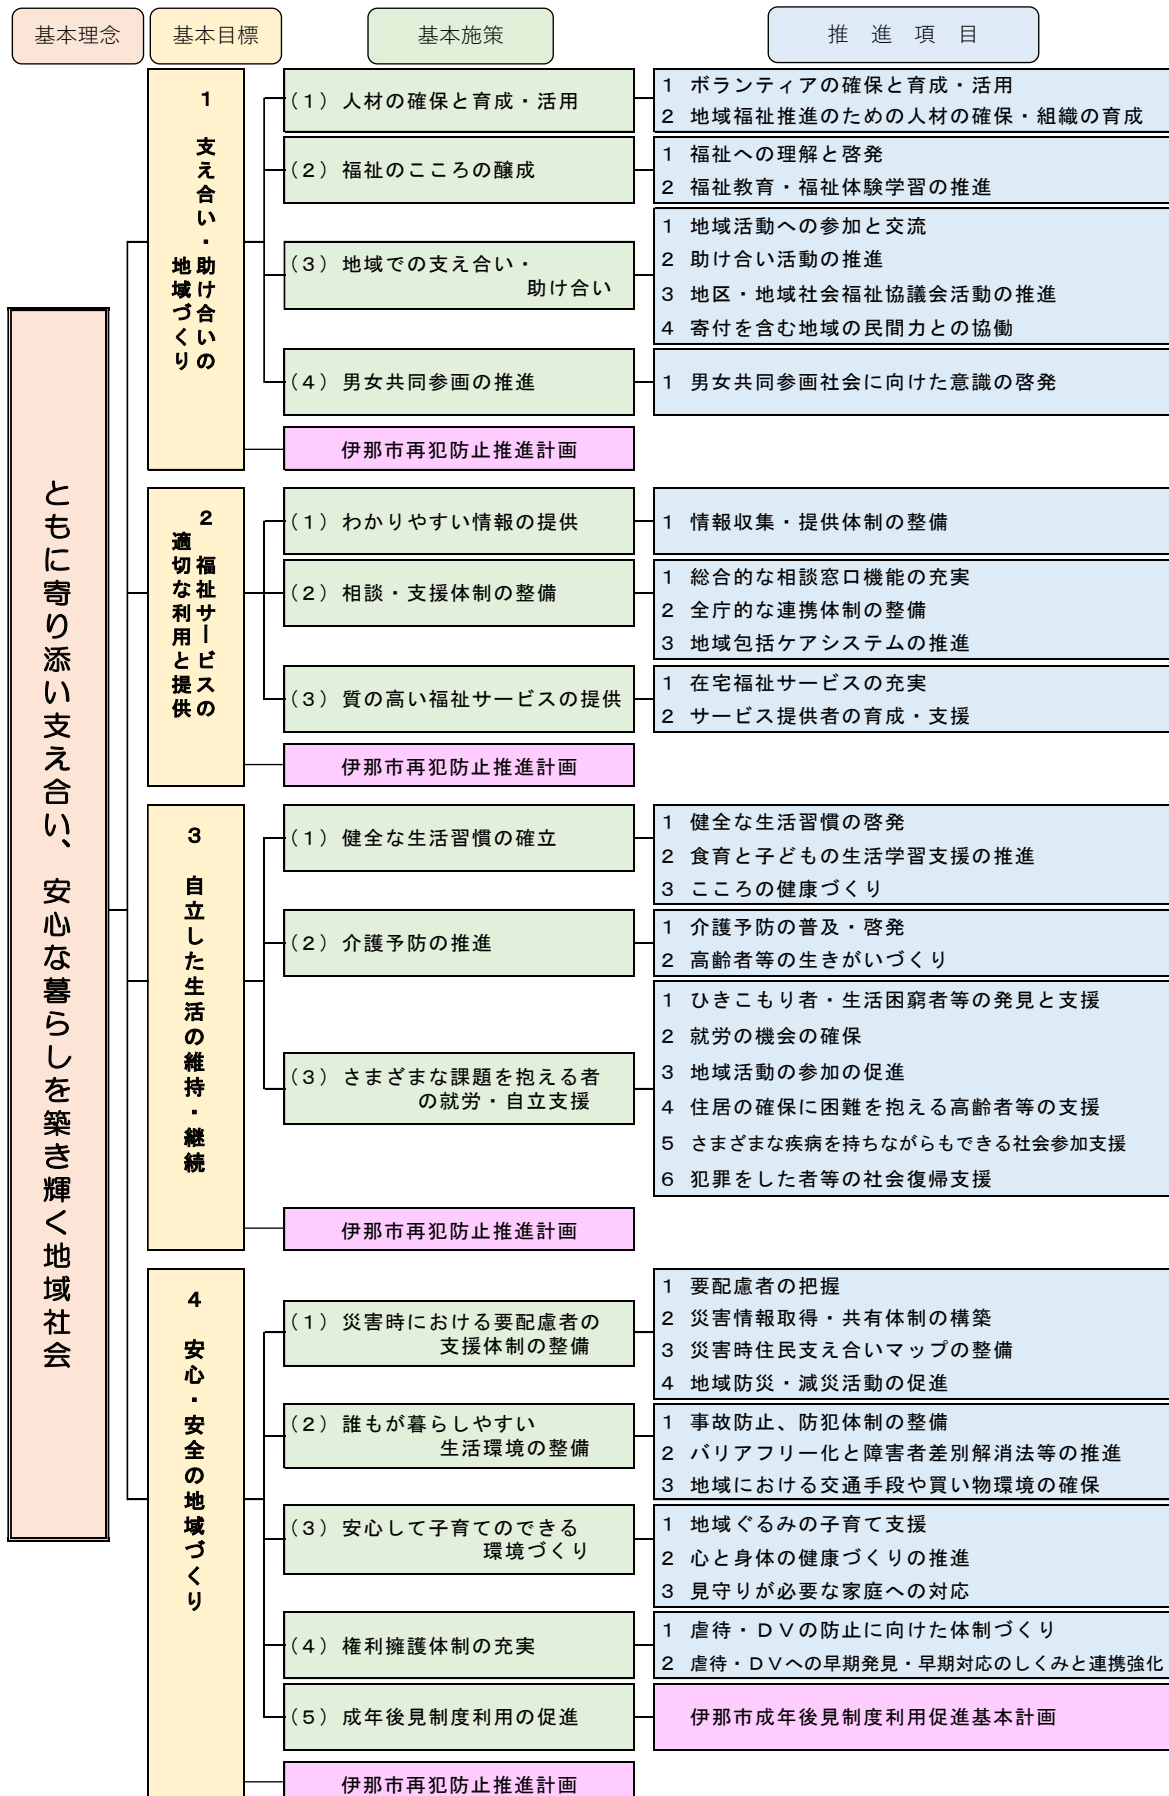 基本理念
基本目標
基本施策
推　進　項　目
ともに寄り添い支え合い、安心な暮らしを築き輝く地域社会
1
支え合い・助け合いの
地域づくり
(1) 人材の確保と育成・活用
1 ボランティアの確保と育成・活用
2 地域福祉推進のための人材の確保・組織の育成
(2) 福祉のこころの醸成
1 福祉への理解と啓発
2 福祉教育・福祉体験学習の推進
(3) 地域での支え合い・
助け合い
1 地域活動への参加と交流
2 助け合い活動の推進
3 地区・地域社会福祉協議会活動の推進
4 寄付を含む地域の民間力との協働
(4) 男女共同参画の推進
1 男女共同参画社会に向けた意識の啓発
伊那市再犯防止推進計画
2
福祉サービスの
適切な利用と提供
(1) わかりやすい情報の提供
1 情報収集・提供体制の整備
(2) 相談・支援体制の整備
1 総合的な相談窓口機能の充実
2 全庁的な連携体制の整備
3 地域包括ケアシステムの推進
(3) 質の高い福祉サービスの提供
1 在宅福祉サービスの充実
2 サービス提供者の育成・支援
伊那市再犯防止推進計画
3
自立した生活の維持・継続
(1) 健全な生活習慣の確立
1 健全な生活習慣の啓発
2 食育と子どもの生活学習支援の推進
3 こころの健康づくり
(2) 介護予防の推進
1 介護予防の普及・啓発
2 高齢者等の生きがいづくり
(3) さまざまな課題を抱える者
の就労・自立支援
1 ひきこもり者・生活困窮者等の発見と支援
2 就労の機会の確保
3 地域活動の参加の促進
4 住居の確保に困難を抱える高齢者等の支援
5 さまざまな疾病を持ちながらもできる社会参加支援
6 犯罪をした者等の社会復帰支援
伊那市再犯防止推進計画
4
安心・安全の地域づくり
(1) 災害時における要配慮者の
支援体制の整備
1 要配慮者の把握
2 災害情報取得・共有体制の構築
3 災害時住民支え合いマップの整備
4 地域防災・減災活動の促進
(2) 誰もが暮らしやすい
生活環境の整備
1 事故防止、防犯体制の整備
2 バリアフリー化と障害者差別解消法等の推進
3 地域における交通手段や買い物環境の確保
(3) 安心して子育てのできる
環境づくり
1 地域ぐるみの子育て支援
2 心と身体の健康づくりの推進
3 見守りが必要な家庭への対応
(4) 権利擁護体制の充実
1 虐待・ＤＶの防止に向けた体制づくり
2 虐待・ＤＶへの早期発見・早期対応のしくみと連携強化
(5) 成年後見制度利用の促進
伊那市成年後見制度利用促進基本計画
伊那市再犯防止推進計画